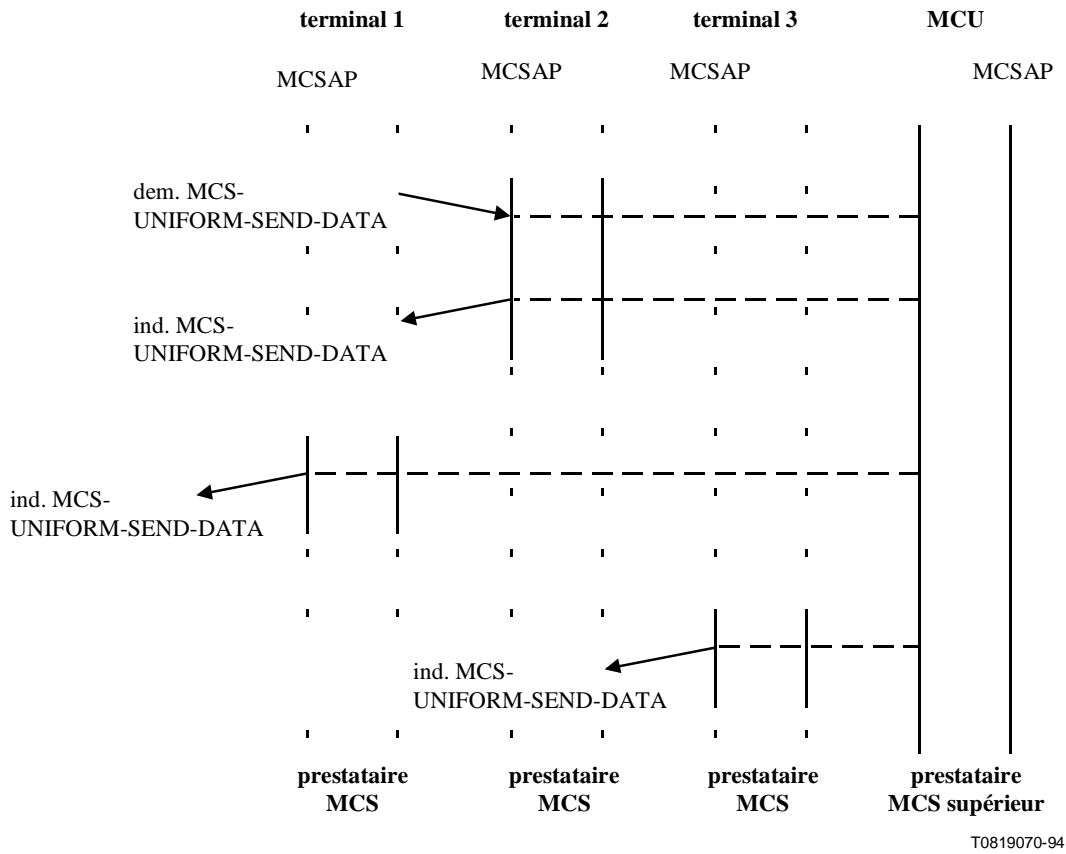 terminal 1 terminal 2 terminal 3 MCU
MCSAP MCSAP MCSAP MCSAP
dem. MCS-
UNIFORM-SEND-DATA
ind. MCS-
UNIFORM-SEND-DATA
ind. MCS-
UNIFORM-SEND-DATA
ind. MCS-
UNIFORM-SEND-DATA
prestataire prestataire prestataire prestataire
MCS MCS MCS MCS supérieur
T0819070-94